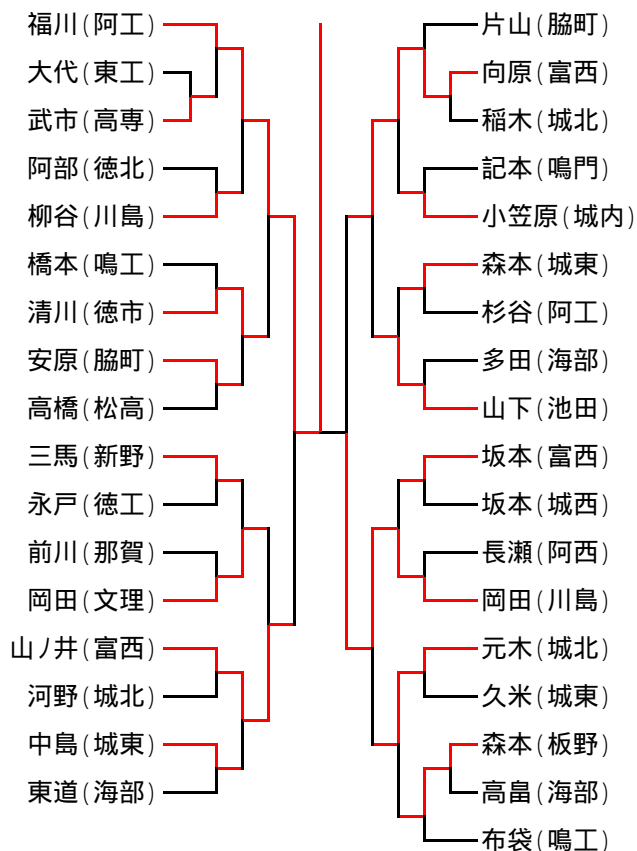 福川(阿工)
大代(東工)
武市(高専)
阿部(徳北)
柳谷(川島)
橋本(鳴工)
清川(徳市)
安原(脇町)
高橋(松高)
三馬(新野)
永戸(徳工)
前川(那賀)
岡田(文理)
山ノ井(富西)
河野(城北)
中島(城東)
東道(海部)
片山(脇町)
向原(富西)
稲木(城北)
記本(鳴門)
小笠原(城内)
森本(城東)
杉谷(阿工)
多田(海部)
山下(池田)
坂本(富西)
坂本(城西)
長瀬(阿西)
岡田(川島)
元木(城北)
久米(城東)
森本(板野)
高畠(海部)
布袋(鳴工)